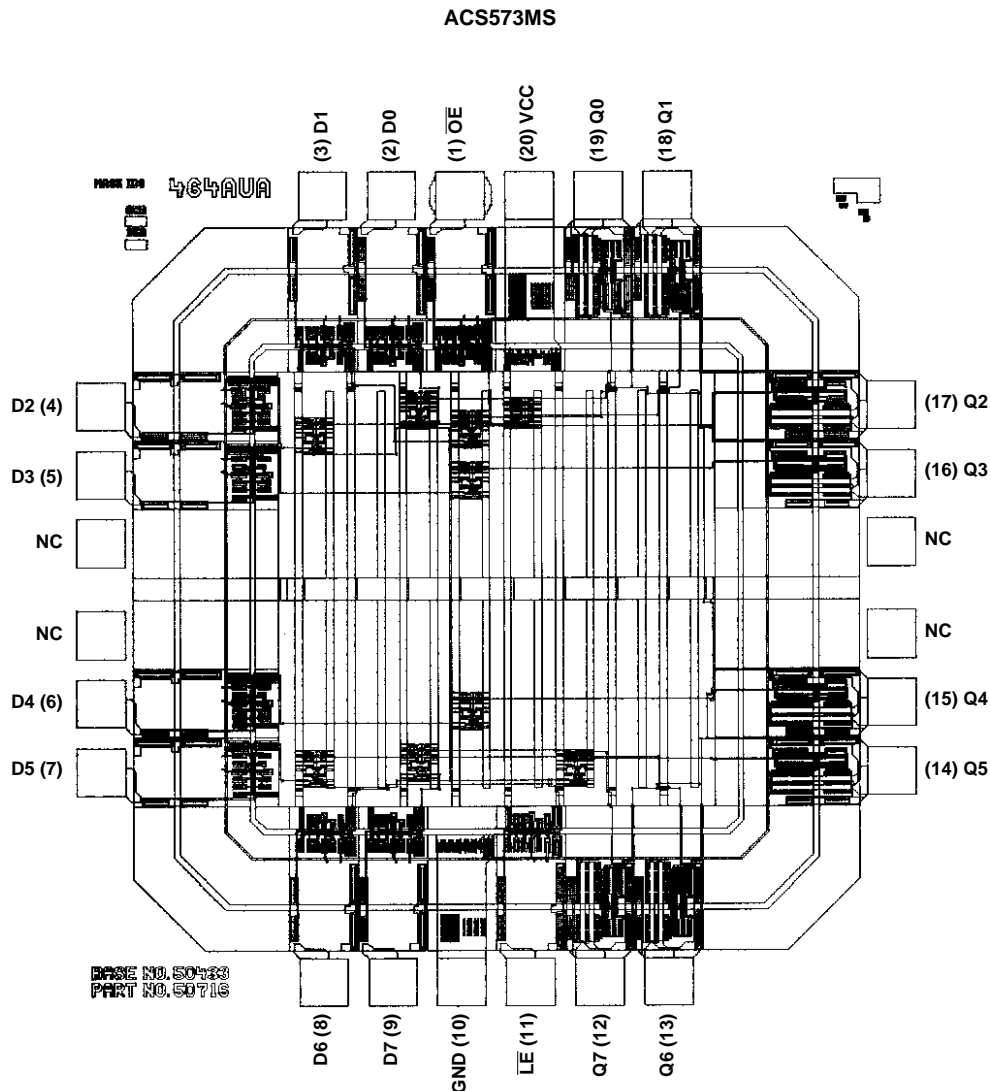 ACS573MS
(3) D1
(2) D0
(1) O̅E̅
(20) VCC
(19) Q0
(18) Q1
MASK IDS
464AUA
D2 (4)
(17) Q2
D3 (5)
(16) Q3
NC
NC
NC
NC
D4 (6)
(15) Q4
D5 (7)
(14) Q5
BASE NO. 50433
PART NO. 50716
D6 (8)
D7 (9)
GND (10)
L̅E̅ (11)
Q7 (12)
Q6 (13)